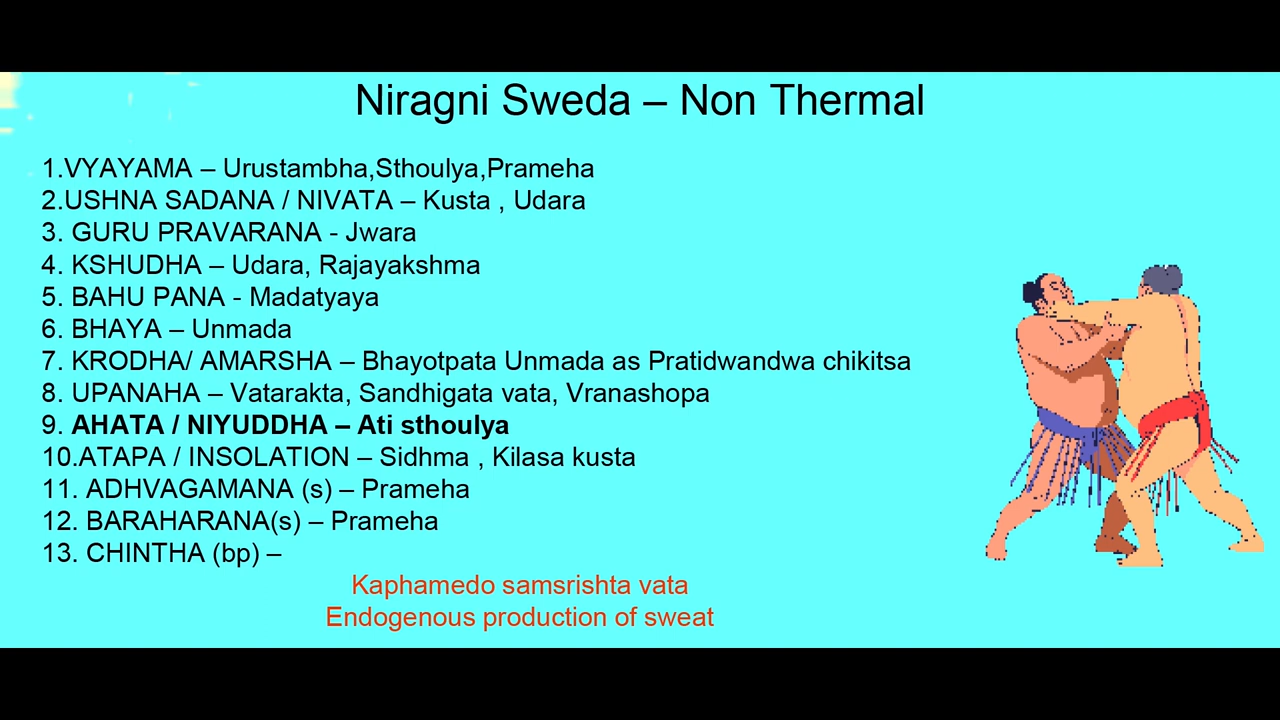 Niragni Sweda – Non Thermal
1.VYAYAMA – Urustambha,Sthoulya,Prameha
2.USHNA SADANA / NIVATA – Kusta , Udara
3. GURU PRAVARANA - Jwara
4. KSHUDHA – Udara, Rajayakshma
5. BAHU PANA - Madatyaya
6. BHAYA – Unmada
7. KRODHA/ AMARSHA – Bhayotpata Unmada as Pratidwandwa chikitsa
8. UPANAHA – Vatarakta, Sandhigata vata, Vranashopa
9. AHATA / NIYUDDHA – Ati sthoulya
10.ATAPA / INSOLATION – Sidhma , Kilasa kusta
11. ADHVAGAMANA (s) – Prameha
12. BARAHARANA(s) – Prameha
13. CHINTHA (bp) –
Kaphamedo samsrishta vata
Endogenous production of sweat